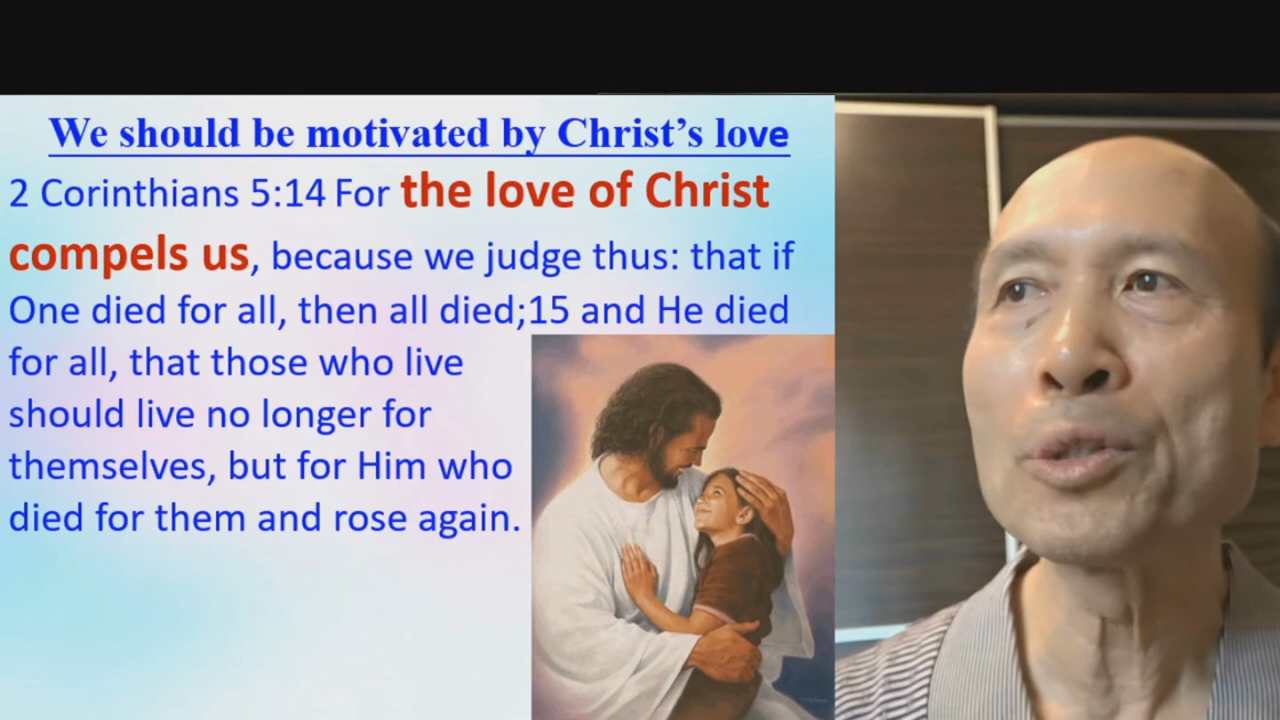 We should be motivated by Christ’s love
2 Corinthians 5:14 For the love of Christ
compels us, because we judge thus: that if
One died for all, then all died;15 and He died
for all, that those who live
should live no longer for
themselves, but for Him who
died for them and rose again.